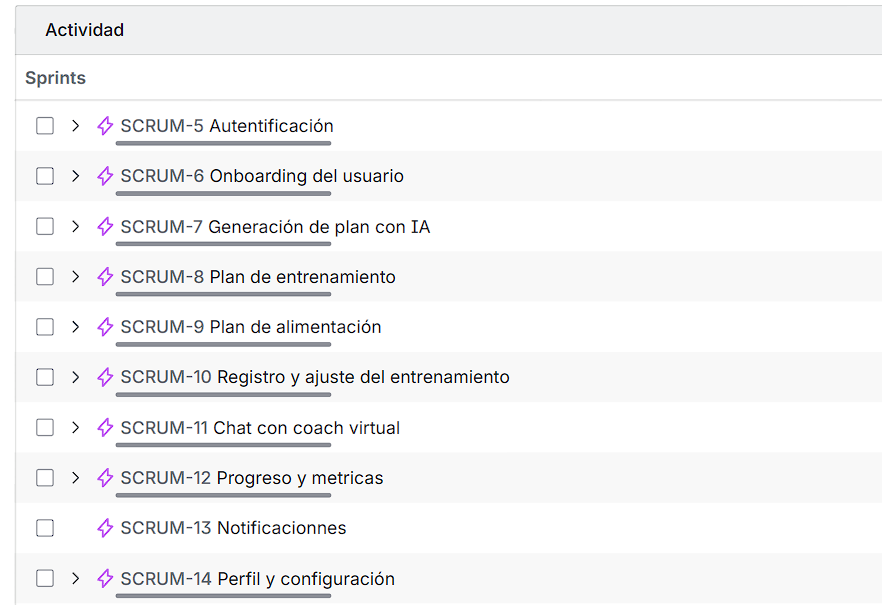 Actividad
Sprints
SCRUM-5 Autentificación
SCRUM-6 Onboarding del usuario
SCRUM-7 Generación de plan con IA
SCRUM-8 Plan de entrenamiento
SCRUM-9 Plan de alimentación
SCRUM-10 Registro y ajuste del entrenamiento
SCRUM-11 Chat con coach virtual
SCRUM-12 Progreso y metricas
SCRUM-13 Notificacionnes
SCRUM-14 Perfil y configuración